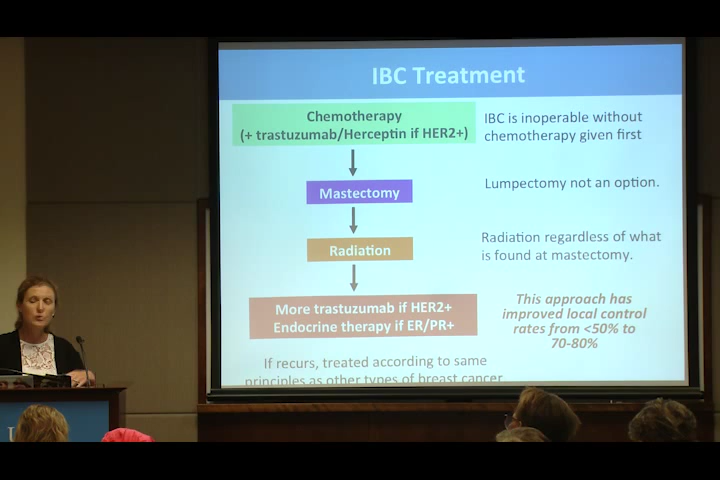 IBC Treatment
Chemotherapy
(+ trastuzumab/Herceptin if HER2+)
IBC is inoperable without
chemotherapy given first
Mastectomy
Lumpectomy not an option.
Radiation
Radiation regardless of what
is found at mastectomy.
More trastuzumab if HER2+
Endocrine therapy if ER/PR+
This approach has
improved local control
rates from <50% to
70-80%
If recurs, treated according to same
principles as other types of breast cancer